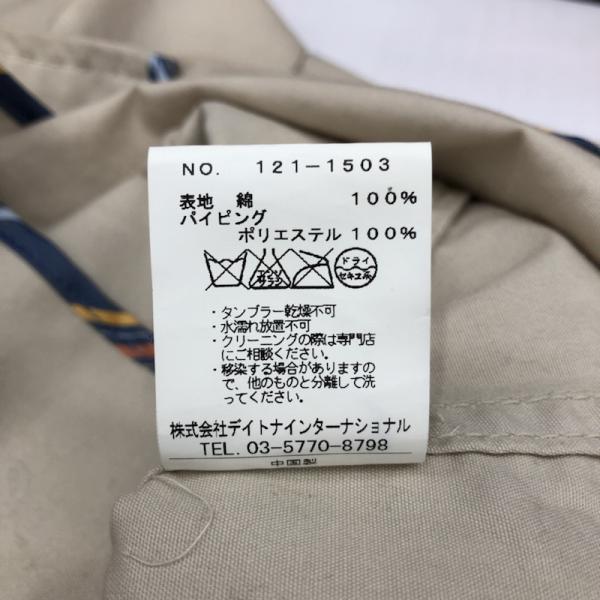 NO. 121-1503
表地 綿 100%
パイピング
ポリエステル 100%
ドライ
セキユ系
・タンブラー乾燥不可
・水濡れ放置不可
・クリーニングの際は専門店
にご相談ください。
・移染する場合がありますの
で、他のものと分離して洗
ってください。
株式会社デイトナインターナショナル
TEL. 03-5770-8798
中国製